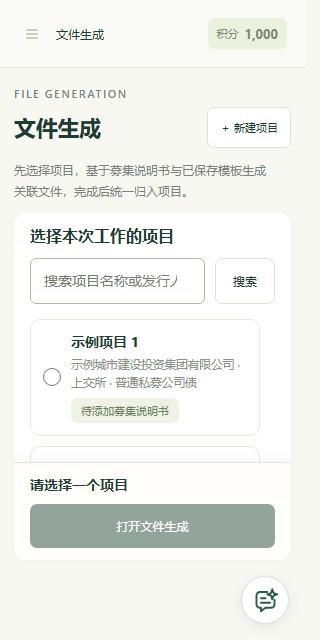 文件生成
积分 1,000
FILE GENERATION
文件生成
+ 新建项目
先选择项目，基于募集说明书与已保存模板生成
关联文件，完成后统一归入项目。
选择本次工作的项目
搜索项目名称或发行人
搜索
示例项目 1
示例城市建设投资集团有限公司 ·
上交所 · 普通私募公司债
待添加募集说明书
请选择一个项目
打开文件生成